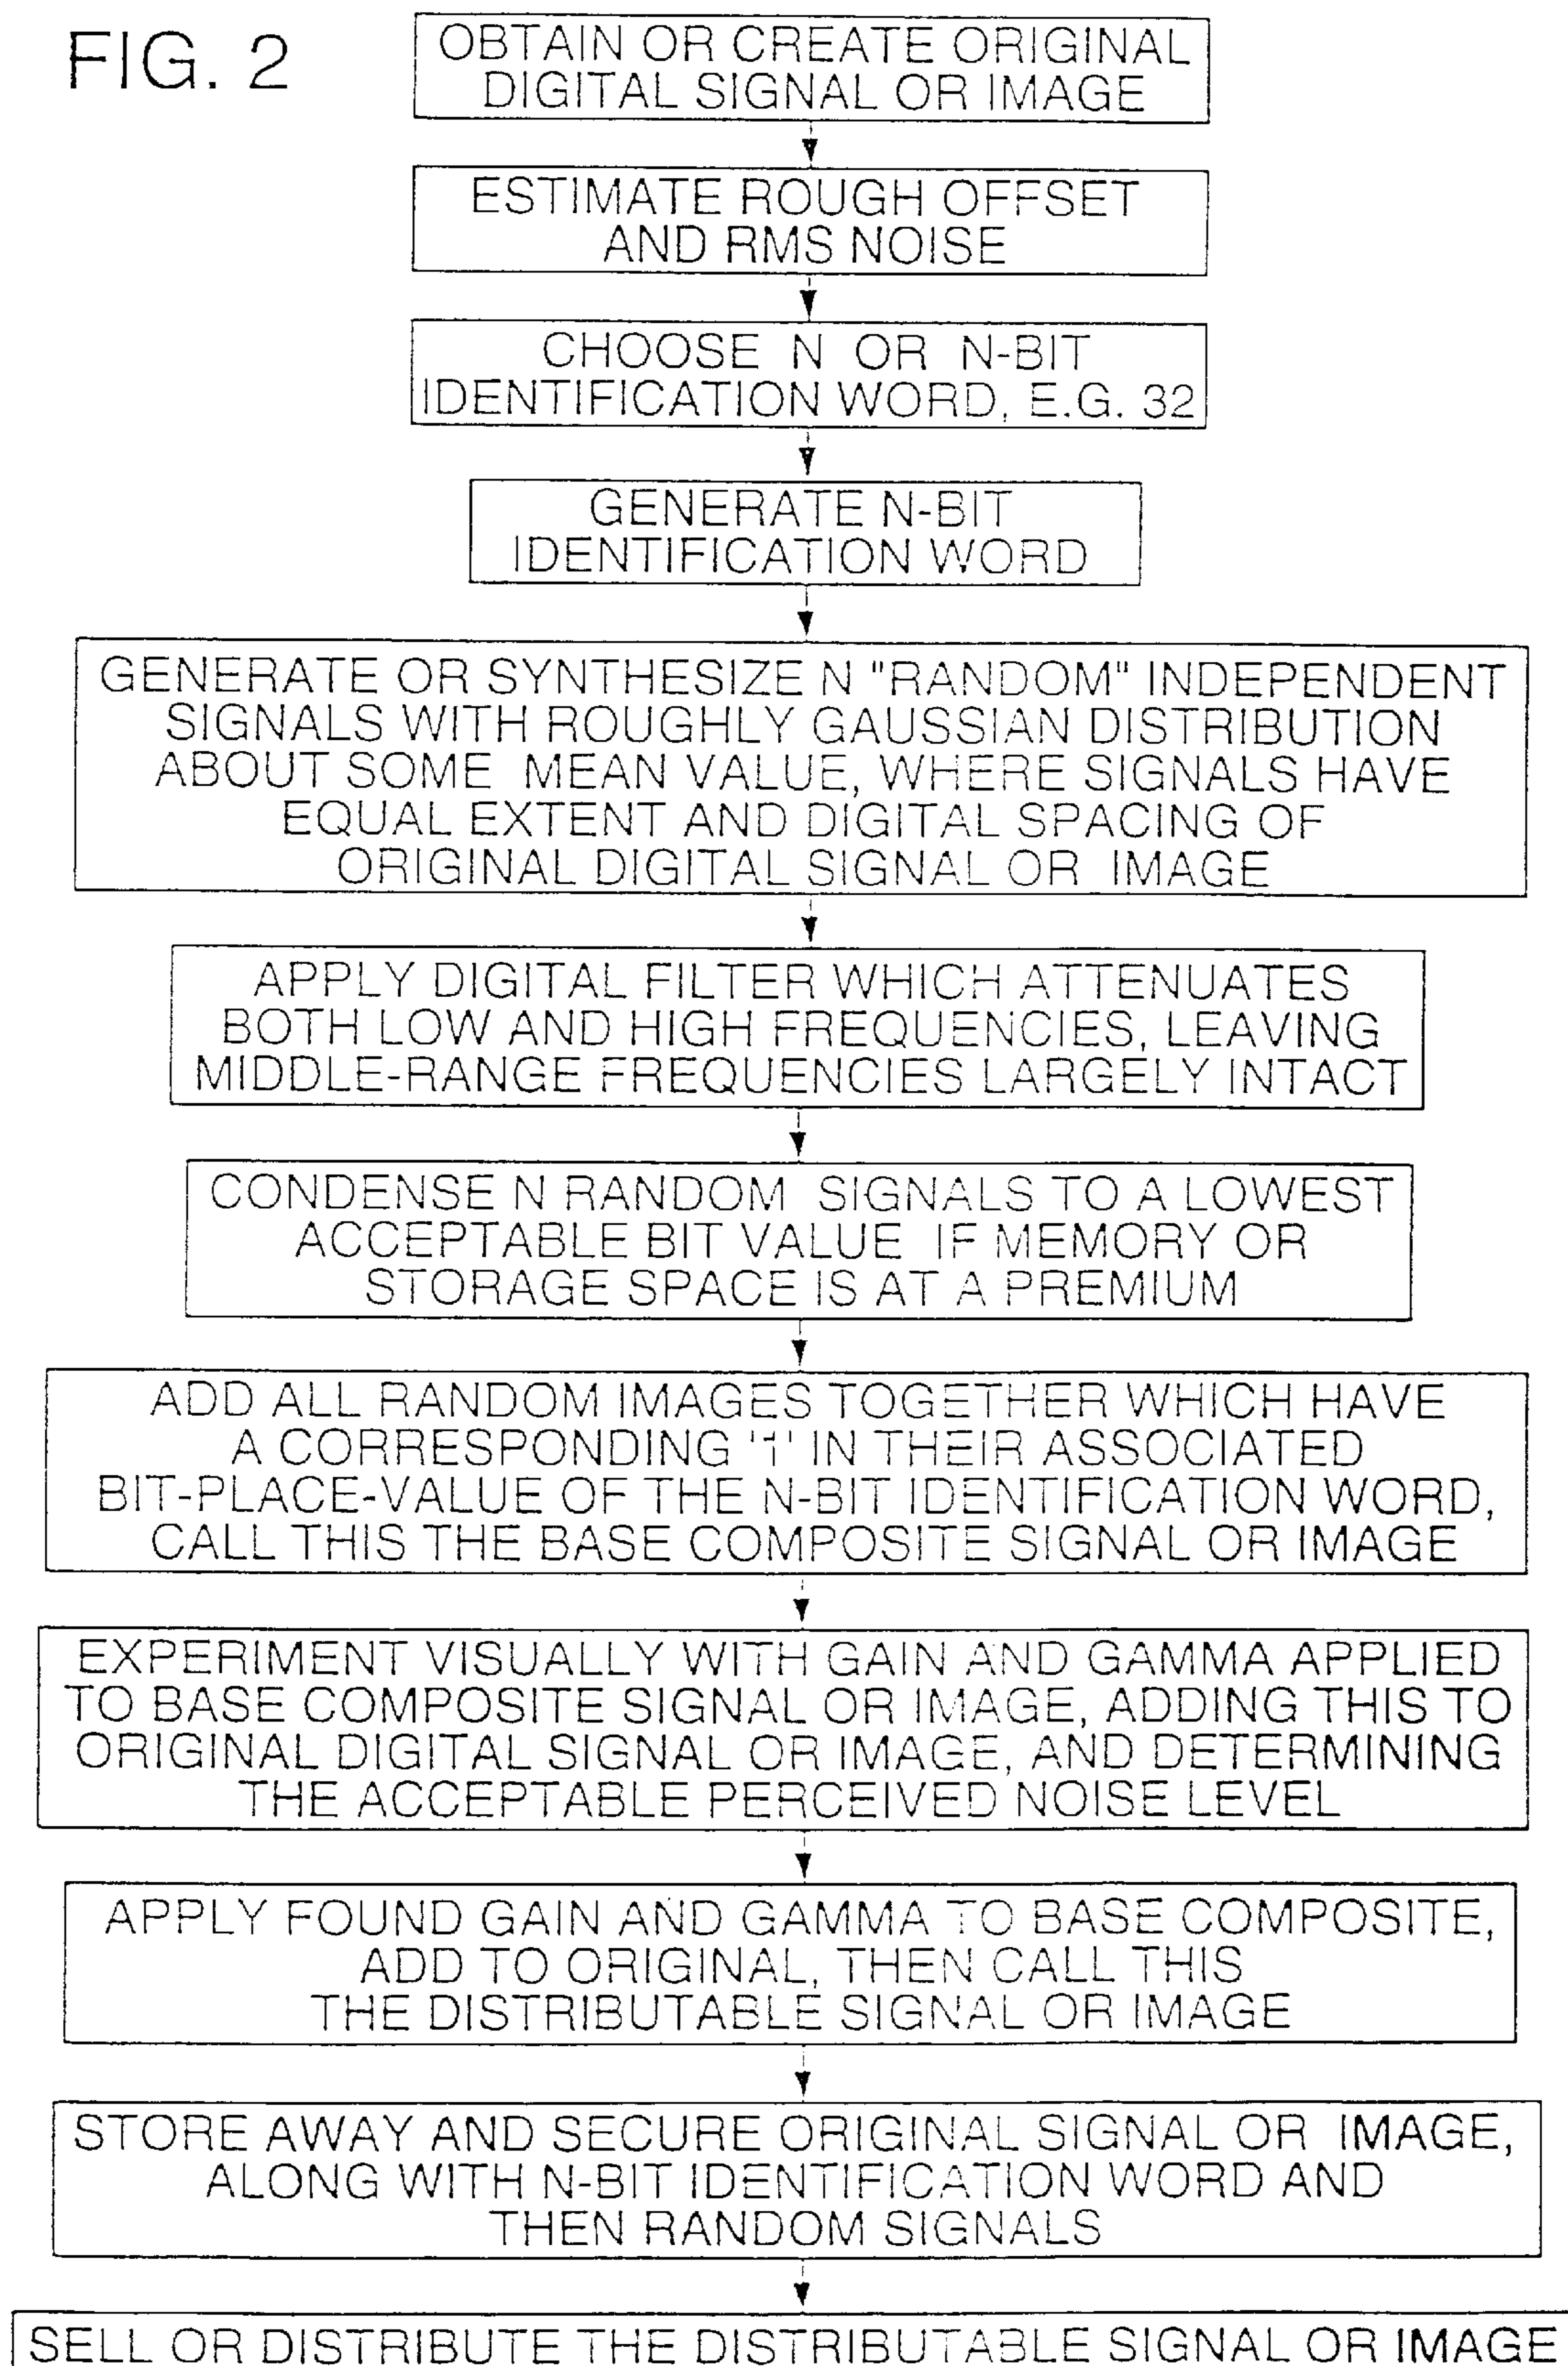 FIG. 2
OBTAIN OR CREATE ORIGINAL
DIGITAL SIGNAL OR IMAGE
ESTIMATE ROUGH OFFSET
AND RMS NOISE
CHOOSE N OR N-BIT
IDENTIFICATION WORD, E.G. 32
GENERATE N-BIT
IDENTIFICATION WORD
GENERATE OR SYNTHESIZE N "RANDOM" INDEPENDENT
SIGNALS WITH ROUGHLY GAUSSIAN DISTRIBUTION
ABOUT SOME MEAN VALUE, WHERE SIGNALS HAVE
EQUAL EXTENT AND DIGITAL SPACING OF
ORIGINAL DIGITAL SIGNAL OR IMAGE
APPLY DIGITAL FILTER WHICH ATTENUATES
BOTH LOW AND HIGH FREQUENCIES, LEAVING
MIDDLE-RANGE FREQUENCIES LARGELY INTACT
CONDENSE N RANDOM SIGNALS TO A LOWEST
ACCEPTABLE BIT VALUE IF MEMORY OR
STORAGE SPACE IS AT A PREMIUM
ADD ALL RANDOM IMAGES TOGETHER WHICH HAVE
A CORRESPONDING '1' IN THEIR ASSOCIATED
BIT-PLACE-VALUE OF THE N-BIT IDENTIFICATION WORD,
CALL THIS THE BASE COMPOSITE SIGNAL OR IMAGE
EXPERIMENT VISUALLY WITH GAIN AND GAMMA APPLIED
TO BASE COMPOSITE SIGNAL OR IMAGE, ADDING THIS TO
ORIGINAL DIGITAL SIGNAL OR IMAGE, AND DETERMINING
THE ACCEPTABLE PERCEIVED NOISE LEVEL
APPLY FOUND GAIN AND GAMMA TO BASE COMPOSITE,
ADD TO ORIGINAL, THEN CALL THIS
THE DISTRIBUTABLE SIGNAL OR IMAGE
STORE AWAY AND SECURE ORIGINAL SIGNAL OR IMAGE,
ALONG WITH N-BIT IDENTIFICATION WORD AND
THEN RANDOM SIGNALS
SELL OR DISTRIBUTE THE DISTRIBUTABLE SIGNAL OR IMAGE